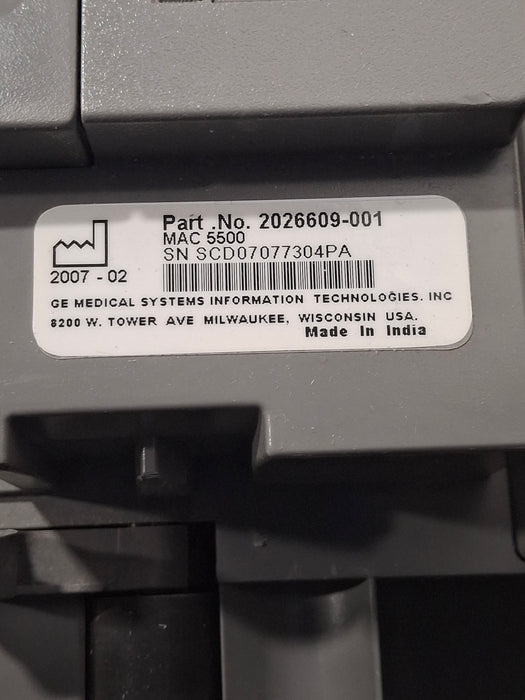 Part .No. 2026609-001
MAC 5500
SN SCD07077304PA
2007 - 02
GE MEDICAL SYSTEMS INFORMATION TECHNOLOGIES. INC
8200 W. TOWER AVE MILWAUKEE, WISCONSIN USA.
Made In India